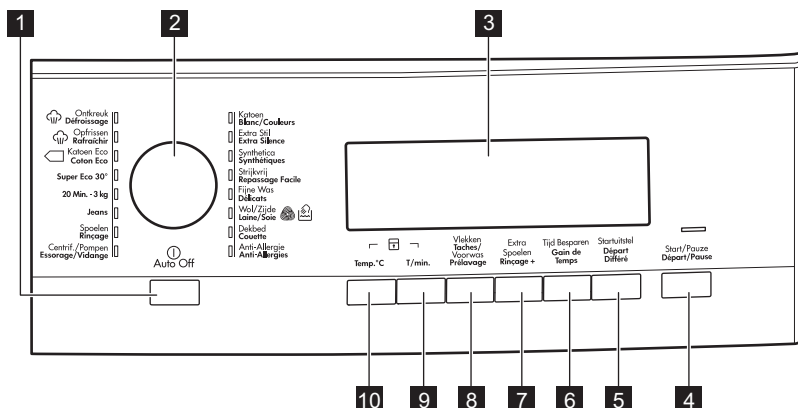 1
2
3
Ontkreuk
Défroissage
Opfrissen
Rafraîchir
Katoen Eco
Coton Eco
Super Eco 30°
20 Min. - 3 kg
Jeans
Spoelen
Rinçage
Centrif./Pompen
Essorage/Vidange
Auto Off
Katoen
Blanc/Couleurs
Extra Stil
Extra Silence
Synthetica
Synthétiques
Strijkvrij
Repassage Facile
Fijne Was
Délicats
Wol/Zijde
Laine/Soie
Dekbed
Couette
Anti-Allergie
Anti-Allergies
Temp.°C
T/min.
Vlekken
Taches/
Voorwas
Prélavage
Extra
Spoelen
Rinçage +
Tijd Besparen
Gain de
Temps
Startuitstel
Départ
Différé
Start/Pauze
Départ/Pause
10
9
8
7
6
5
4